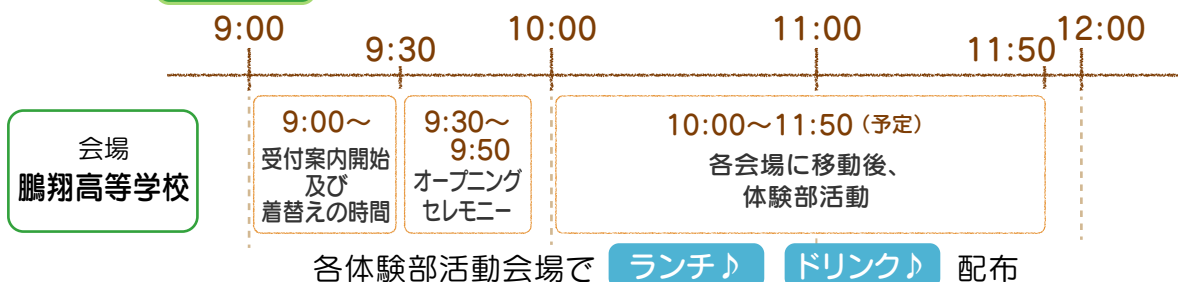 9:00
9:30
10:00
11:00
11:50
12:00
会場
鵬翔高等学校
9:00～
受付案内開始
及び
着替えの時間
9:30～
9:50
オープニング
セレモニー
10:00～11:50（予定）
各会場に移動後、
体験部活動
各体験部活動会場で ランチ♪ ドリンク♪ 配布